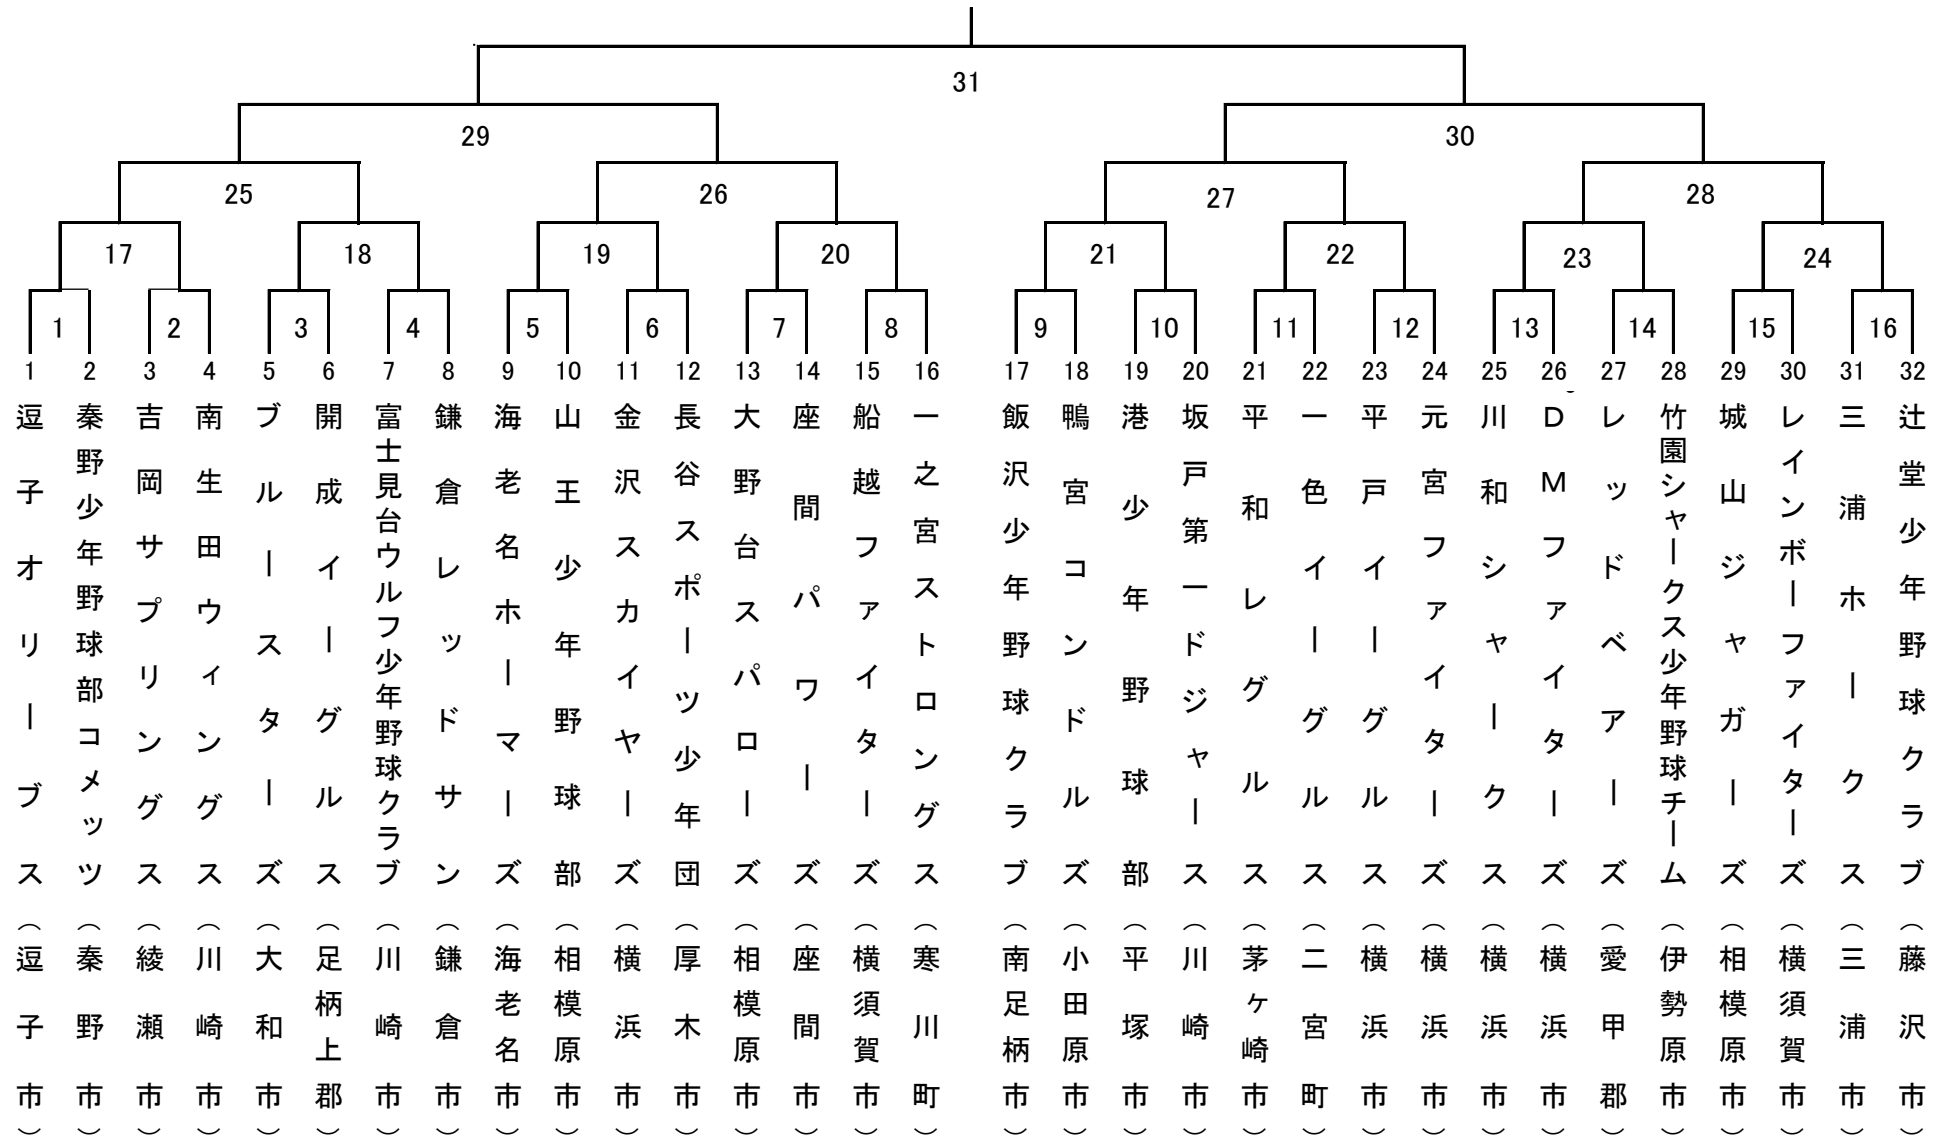 31
29
30
25
26
27
28
17
18
19
20
21
22
23
24
1
2
3
4
5
6
7
8
9
10
11
12
13
14
15
16
1 逗子オリーブス（逗子市）
2 秦野少年野球部コメッツ（秦野市）
3 吉岡サプリングス（綾瀬市）
4 南生田ウィングス（川崎市）
5 ブルースターズ（大和市）
6 開成イーグルス（足柄上郡）
7 富士見台ウルフ少年野球クラブ（川崎市）
8 鎌倉レッドサン（鎌倉市）
9 海老名ホーマーズ（海老名市）
10 山王少年野球部（相模原市）
11 金沢スカイヤーズ（横浜市）
12 長谷スポーツ少年団（厚木市）
13 大野台スパローズ（相模原市）
14 座間パワーズ（座間市）
15 船越ファイターズ（横須賀市）
16 一之宮ストロングス（寒川町）
17 飯沢少年野球クラブ（南足柄市）
18 鴨宮コンドルズ（小田原市）
19 港少年野球部（平塚市）
20 坂戸第一ドジャース（川崎市）
21 平和レグルス（茅ヶ崎市）
22 一色イーグルス（二宮町）
23 平戸イーグルス（横浜市）
24 元宮ファイターズ（横浜市）
25 川和シャークス（横浜市）
26 ＤＭファイターズ（横浜市）
27 レッドベアーズ（愛甲郡）
28 竹園シャークス少年野球チーム（伊勢原市）
29 城山ジャガーズ（相模原市）
30 レインボーファイターズ（横須賀市）
31 三浦ホークス（三浦市）
32 辻堂少年野球クラブ（藤沢市）